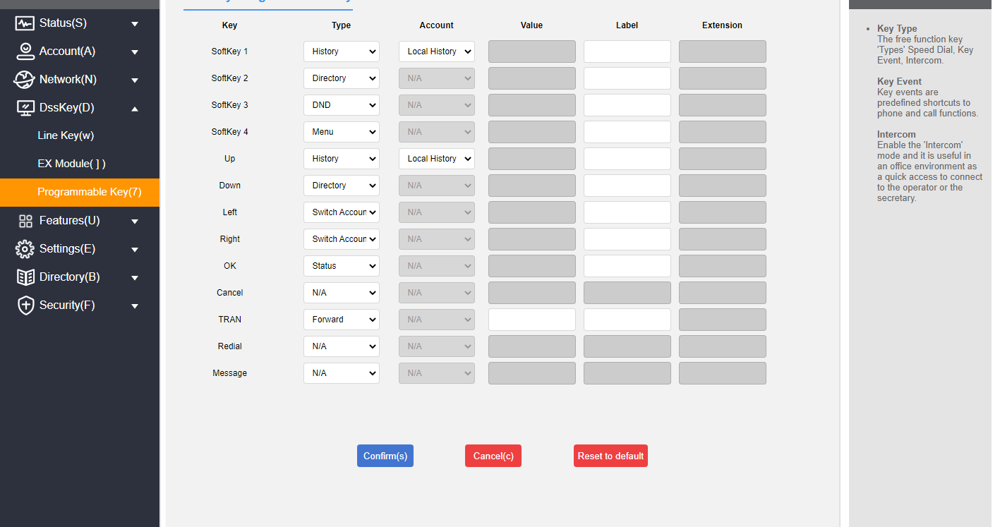 Status(S)
Account(A)
Network(N)
DssKey(D)
Line Key(w)
EX Module( ] )
Programmable Key(7)
Features(U)
Settings(E)
Directory(B)
Security(F)
Key Type Account Value Label Extension
SoftKey 1 History Local History
SoftKey 2 Directory N/A
SoftKey 3 DND N/A
SoftKey 4 Menu N/A
Up History Local History
Down Directory N/A
Left Switch Accoun N/A
Right Switch Accoun N/A
OK Status N/A
Cancel N/A N/A
TRAN Forward N/A
Redial N/A N/A
Message N/A N/A
Confirm(s) Cancel(c) Reset to default
Key Type
The free function key
'Types' Speed Dial, Key
Event, Intercom.
Key Event
Key events are
predefined shortcuts to
phone and call functions.
Intercom
Enable the 'Intercom'
mode and it is useful in
an office environment as
a quick access to connect
to the operator or the
secretary.